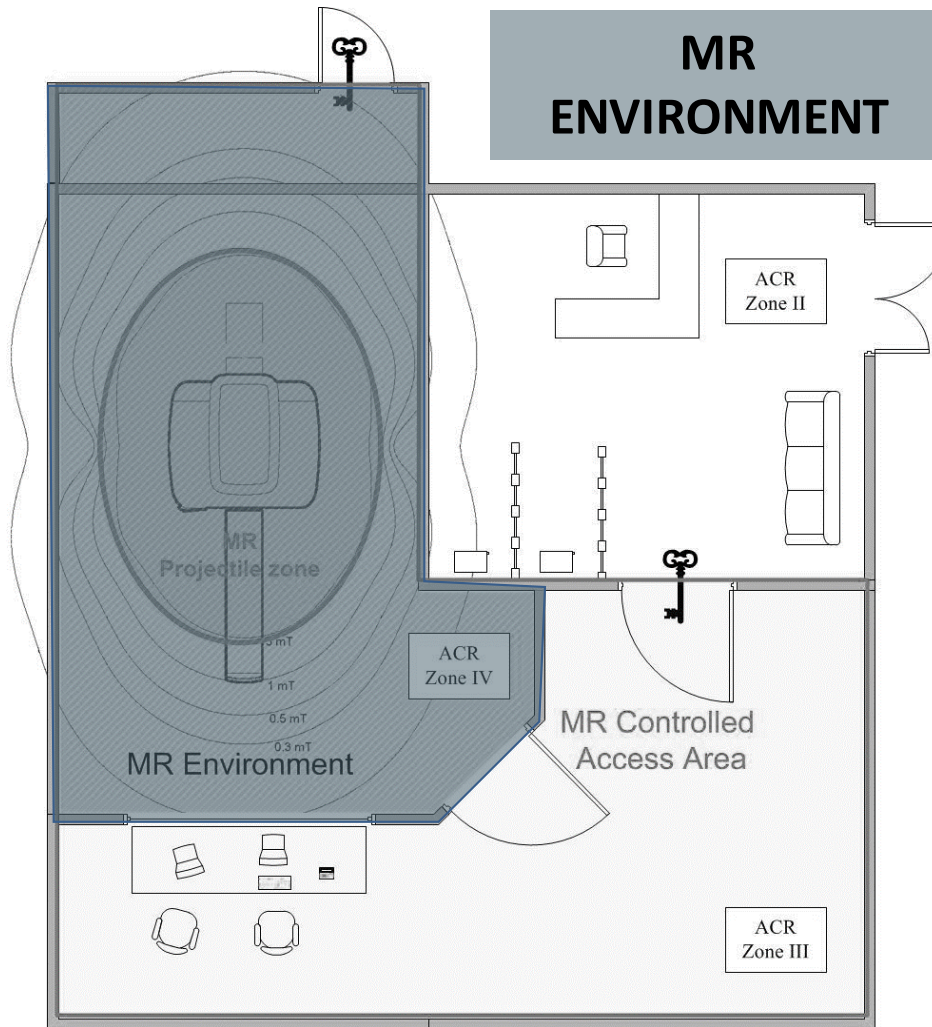 MR
ENVIRONMENT
ACR
Zone II
MR
Projectile zone
3 mT
ACR
Zone IV
1 mT
0.5 mT
0.3 mT
MR Environment
MR Controlled
Access Area
ACR
Zone III